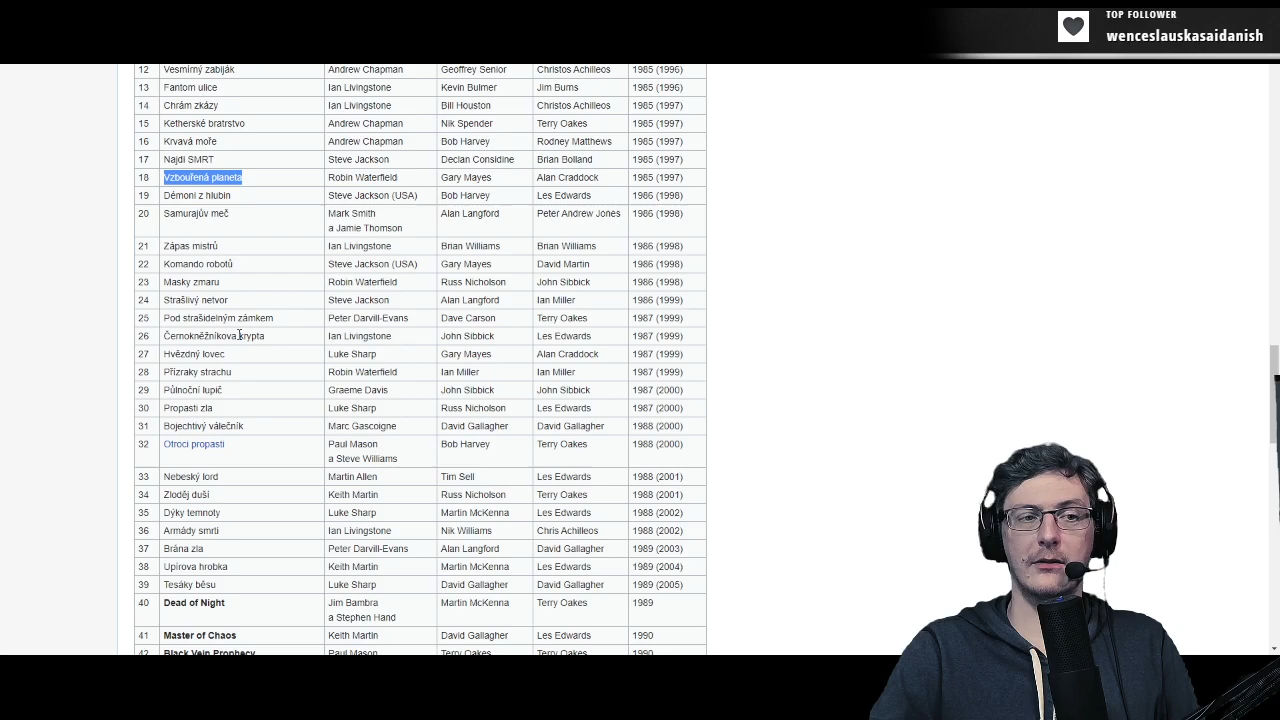 TOP FOLLOWER
wenceslauskasaidanish
12 Vesmírný zabiják Andrew Chapman Geoffrey Senior Christos Achilleos 1985 (1996)
13 Fantom ulice Ian Livingstone Kevin Bulmer Jim Burns 1985 (1996)
14 Chrám zkázy Ian Livingstone Bill Houston Christos Achilleos 1985 (1997)
15 Ketherské bratrstvo Andrew Chapman Nik Spender Terry Oakes 1985 (1997)
16 Krvavá moře Andrew Chapman Bob Harvey Rodney Matthews 1985 (1997)
17 Najdi SMRT Steve Jackson Declan Considine Brian Bolland 1985 (1997)
18 Vzbouřená planeta Robin Waterfield Gary Mayes Alan Craddock 1985 (1997)
19 Démoni z hlubin Steve Jackson (USA) Bob Harvey Les Edwards 1986 (1998)
20 Samurajův meč Mark Smith Alan Langford Peter Andrew Jones 1986 (1998)
a Jamie Thomson
21 Zápas mistrů Ian Livingstone Brian Williams Brian Williams 1986 (1998)
22 Komando robotů Steve Jackson (USA) Gary Mayes David Martin 1986 (1998)
23 Masky zmaru Robin Waterfield Russ Nicholson John Sibbick 1986 (1998)
24 Strašlivý netvor Steve Jackson Alan Langford Ian Miller 1986 (1999)
25 Pod strašidelným zámkem Peter Darvill-Evans Dave Carson Terry Oakes 1987 (1999)
26 Černokněžníkova krypta Ian Livingstone John Sibbick Les Edwards 1987 (1999)
27 Hvězdný lovec Luke Sharp Gary Mayes Alan Craddock 1987 (1999)
28 Přízraky strachu Robin Waterfield Ian Miller Ian Miller 1987 (1999)
29 Půlnoční lupič Graeme Davis John Sibbick John Sibbick 1987 (2000)
30 Propasti zla Luke Sharp Russ Nicholson Les Edwards 1987 (2000)
31 Bojechtivý válečník Marc Gascoigne David Gallagher David Gallagher 1988 (2000)
32 Otroci propasti Paul Mason Bob Harvey Terry Oakes 1988 (2000)
a Steve Williams
33 Nebeský lord Martin Allen Tim Sell Les Edwards 1988 (2001)
34 Zloděj duší Keith Martin Russ Nicholson Terry Oakes 1988 (2001)
35 Dýky temnoty Luke Sharp Martin McKenna Les Edwards 1988 (2002)
36 Armády smrti Ian Livingstone Nik Williams Chris Achilleos 1988 (2002)
37 Brána zla Peter Darvill-Evans Alan Langford David Gallagher 1989 (2003)
38 Upírova hrobka Keith Martin Martin McKenna Les Edwards 1989 (2004)
39 Tesáky běsu Luke Sharp David Gallagher David Gallagher 1989 (2005)
40 Dead of Night Jim Bambra Martin McKenna Terry Oakes 1989
a Stephen Hand
41 Master of Chaos Keith Martin David Gallagher Les Edwards 1990
42 Black Vein Prophecy Paul Mason Terry Oakes Terry Oakes 1990